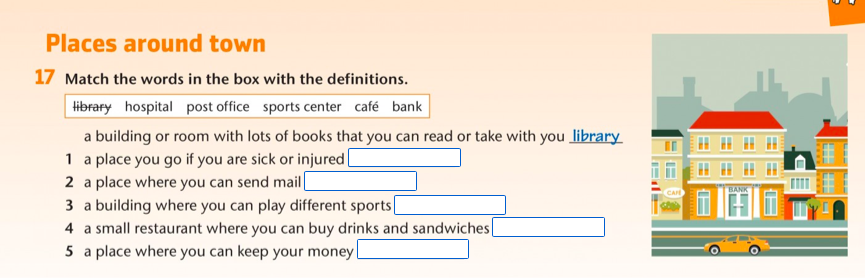 Places around town
17 Match the words in the box with the definitions.
library hospital post office sports center café bank
a building or room with lots of books that you can read or take with you library
1 a place you go if you are sick or injured
2 a place where you can send mail
3 a building where you can play different sports
4 a small restaurant where you can buy drinks and sandwiches
5 a place where you can keep your money
CAFE
BANK